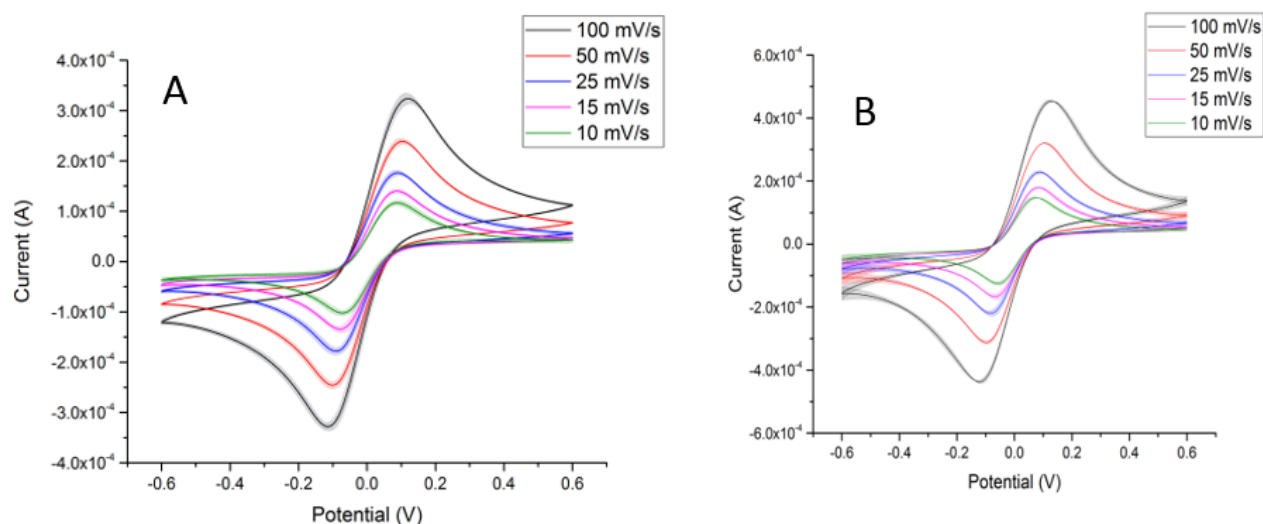 A
100 mV/s
50 mV/s
25 mV/s
15 mV/s
10 mV/s
4.0x10⁻⁴
3.0x10⁻⁴
2.0x10⁻⁴
1.0x10⁻⁴
0.0
-1.0x10⁻⁴
-2.0x10⁻⁴
-3.0x10⁻⁴
-4.0x10⁻⁴
Current (A)
-0.6 -0.4 -0.2 0.0 0.2 0.4 0.6
Potential (V)
B
100 mV/s
50 mV/s
25 mV/s
15 mV/s
10 mV/s
6.0x10⁻⁴
4.0x10⁻⁴
2.0x10⁻⁴
0.0
-2.0x10⁻⁴
-4.0x10⁻⁴
-6.0x10⁻⁴
Current (A)
-0.6 -0.4 -0.2 0.0 0.2 0.4 0.6
Potential (V)